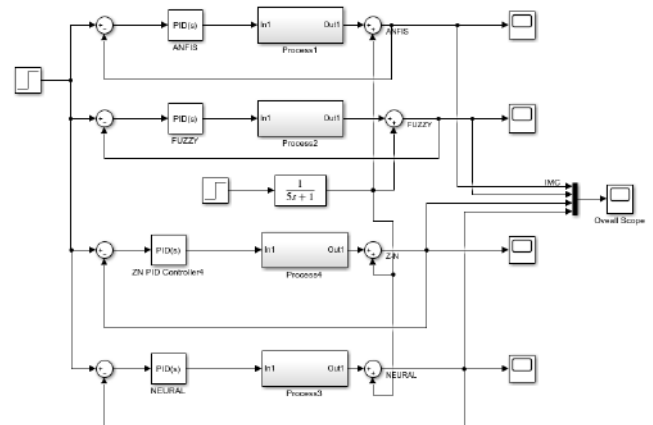 PID(s)
In1 Out1
ANFIS
ANFIS
Process1
PID(s)
In1 Out1
FUZZY
FUZZY
Process2
1
5s + 1
IMC
Overall Scope
PID(s)
In1 Out1
Z-N
ZN PID Controller4
Process4
PID(s)
In1 Out1
NEURAL
NEURAL
Process3